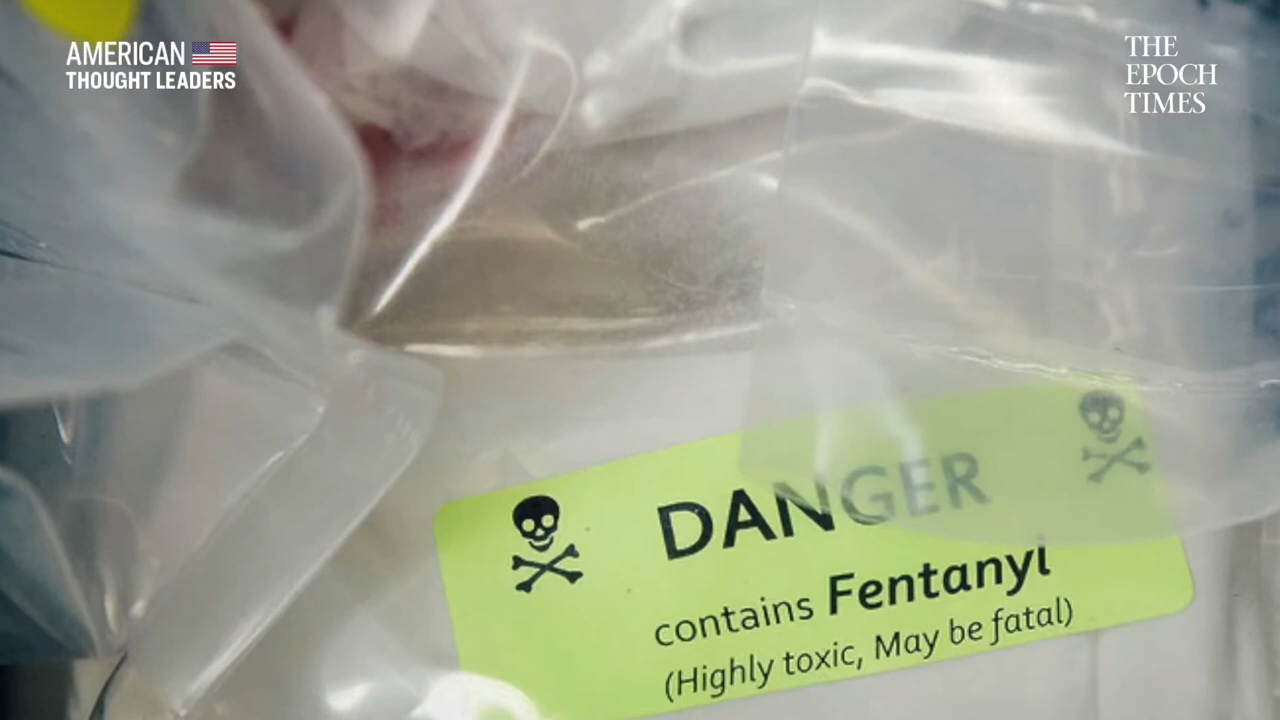 AMERICAN
THOUGHT LEADERS
THE
EPOCH
TIMES
DANGER
contains Fentanyl
(Highly toxic, May be fatal)